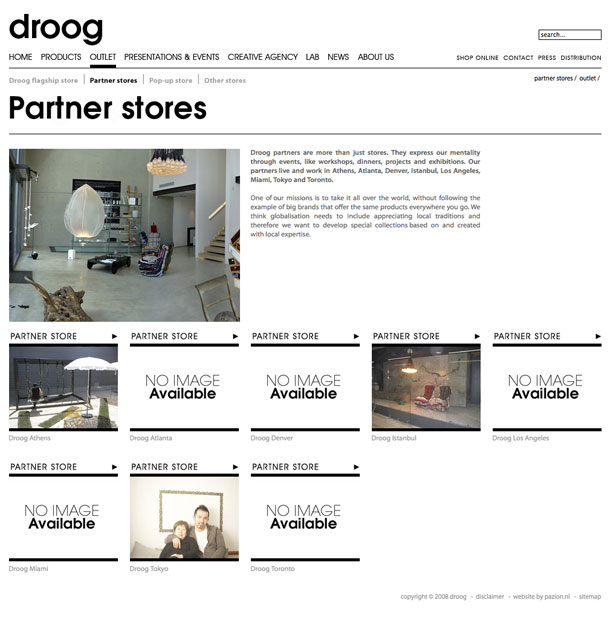 droog
search...
HOME PRODUCTS OUTLET PRESENTATIONS & EVENTS CREATIVE AGENCY LAB NEWS ABOUT US
SHOP ONLINE CONTACT PRESS DISTRIBUTION
Droog flagship store | Partner stores | Pop-up store | Other stores
partner stores / outlet /
Partner stores
Droog partners are more than just stores. They express our mentality
through events, like workshops, dinners, projects and exhibitions. Our
partners live and work in Athens, Atlanta, Denver, Istanbul, Los Angeles,
Miami, Tokyo and Toronto.
One of our missions is to take it all over the world, without following the
example of big brands that offer the same products everywhere you go. We
think globalisation needs to include appreciating local traditions and
therefore we want to develop special collections based on and created
with local expertise.
PARTNER STORE PARTNER STORE PARTNER STORE PARTNER STORE PARTNER STORE
NO IMAGE NO IMAGE NO IMAGE
Available Available Available
Droog Athens Droog Atlanta Droog Denver Droog Istanbul Droog Los Angeles
PARTNER STORE PARTNER STORE PARTNER STORE
NO IMAGE NO IMAGE
Available Available
Droog Miami Droog Tokyo Droog Toronto
copyright © 2008 droog - disclaimer - website by pazion.nl - sitemap